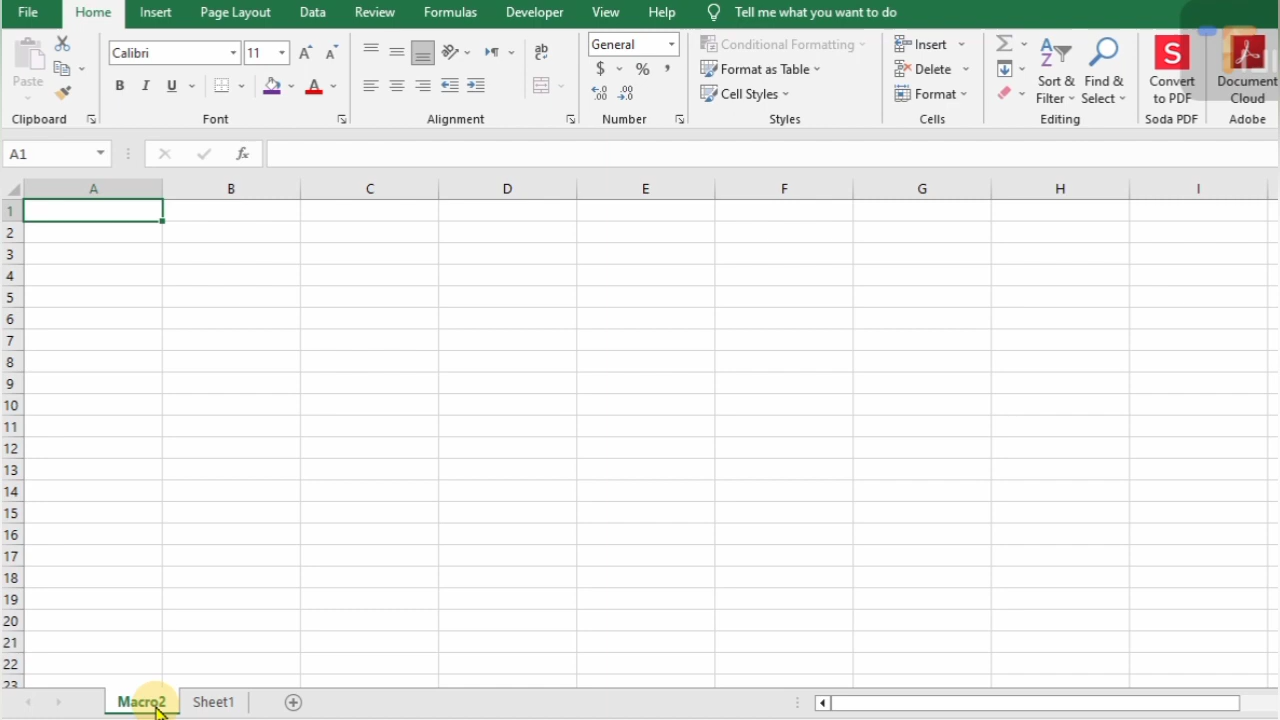 File Home Insert Page Layout Data Review Formulas Developer View Help Tell me what you want to do
Paste Calibri 11 General Conditional Formatting Insert
Format as Table Delete Sort & Find & Convert Document
B I U $ % , Cell Styles Format Filter Select to PDF Cloud
Clipboard Font Alignment Number Styles Cells Editing Soda PDF Adobe
A1 fx
A B C D E F G H I
1
2
3
4
5
6
7
8
9
10
11
12
13
14
15
16
17
18
19
20
21
22
23
Macro2 Sheet1